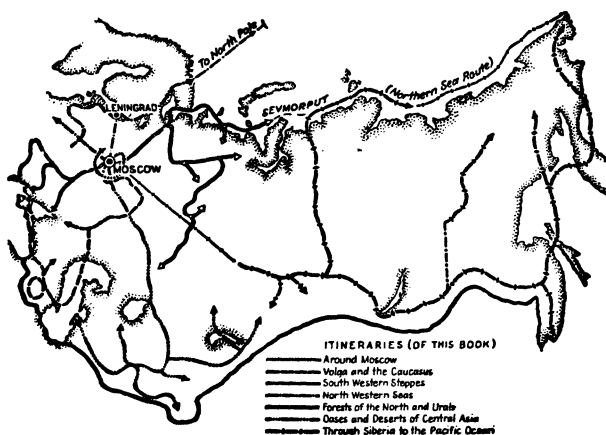 To North Pole
(Northern Sea Route)
SEVMORPUT
LENINGRAD
MOSCOW
ITINERARIES (OF THIS BOOK)
Around Moscow
Volga and the Caucasus
South Western Steppes
North Western Seas
Forests of the North and Urals
Oases and Deserts of Central Asia
Through Siberia to the Pacific Ocean